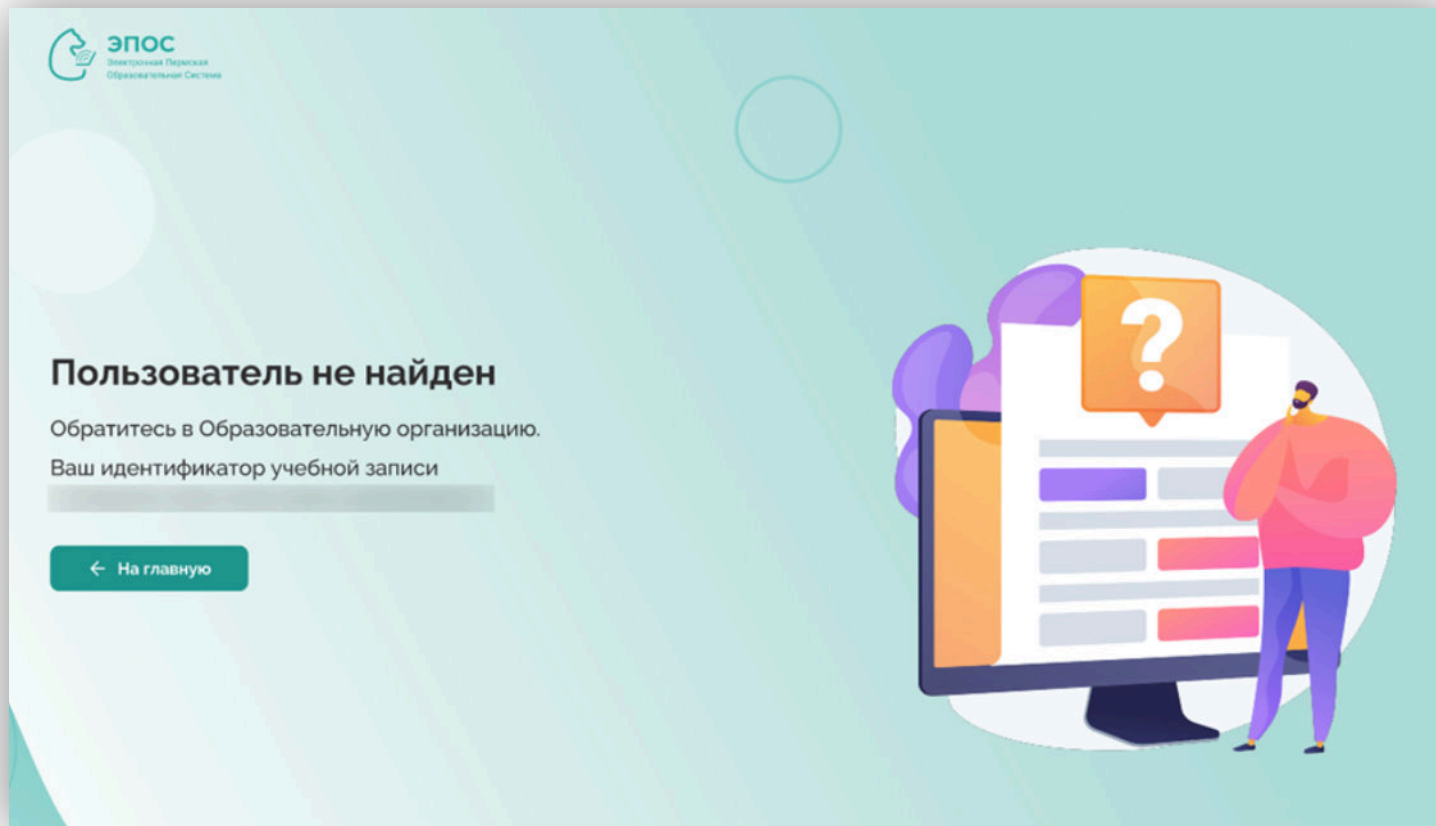 ЭПОС
Электронная Пермская
Образовательная Система
?
Пользователь не найден
Обратитесь в Образовательную организацию.
Ваш идентификатор учебной записи
← На главную